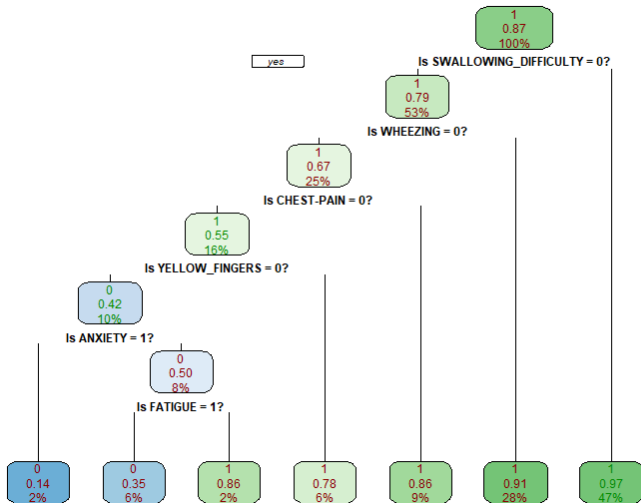 1
0.87
100%
Is SWALLOWING_DIFFICULTY = 0?
yes
1
0.79
53%
Is WHEEZING = 0?
1
0.67
25%
Is CHEST-PAIN = 0?
1
0.55
16%
Is YELLOW_FINGERS = 0?
0
0.42
10%
Is ANXIETY = 1?
0
0.50
8%
Is FATIGUE = 1?
0 0 1 1 1 1 1
0.14 0.35 0.86 0.78 0.86 0.91 0.97
2% 6% 2% 6% 9% 28% 47%